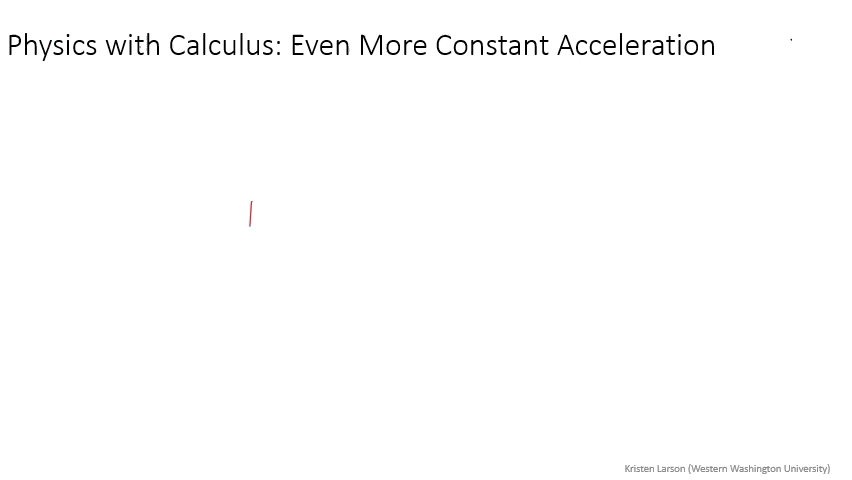 Physics with Calculus: Even More Constant Acceleration
Kristen Larson (Western Washington University)